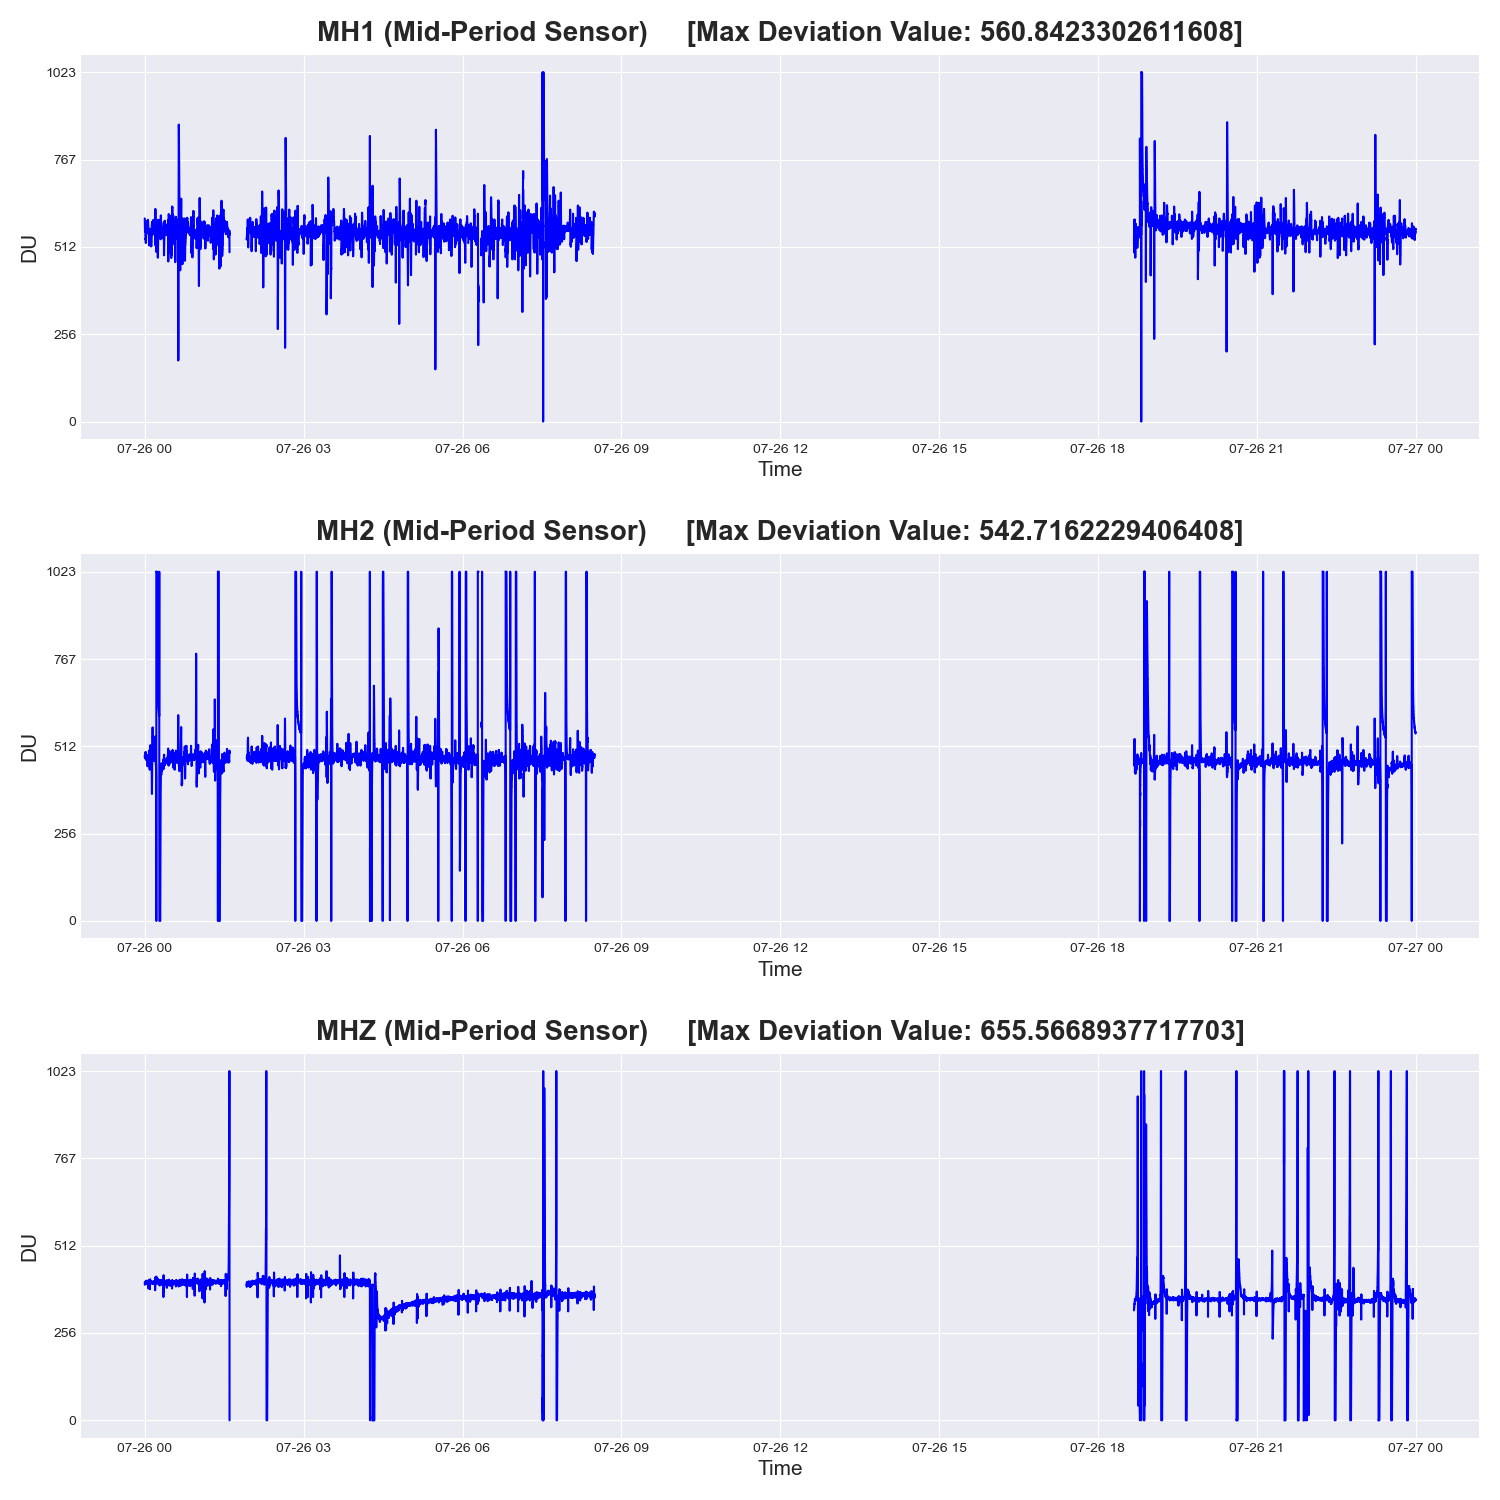 MH1 (Mid-Period Sensor) [Max Deviation Value: 560.8423302611608]
1023
767
512
256
0
DU
07-26 00 07-26 03 07-26 06 07-26 09 07-26 12 07-26 15 07-26 18 07-26 21 07-27 00
Time
MH2 (Mid-Period Sensor) [Max Deviation Value: 542.7162229406408]
1023
767
512
256
0
DU
07-26 00 07-26 03 07-26 06 07-26 09 07-26 12 07-26 15 07-26 18 07-26 21 07-27 00
Time
MHZ (Mid-Period Sensor) [Max Deviation Value: 655.5668937717703]
1023
767
512
256
0
DU
07-26 00 07-26 03 07-26 06 07-26 09 07-26 12 07-26 15 07-26 18 07-26 21 07-27 00
Time